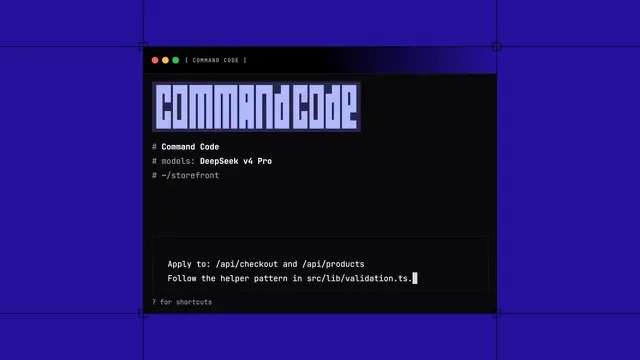 [ COMMAND CODE ]
COMMAND CODE
# Command Code
# models: DeepSeek v4 Pro
# ~/storefront
Apply to: /api/checkout and /api/products
Follow the helper pattern in src/lib/validation.ts.
? for shortcuts